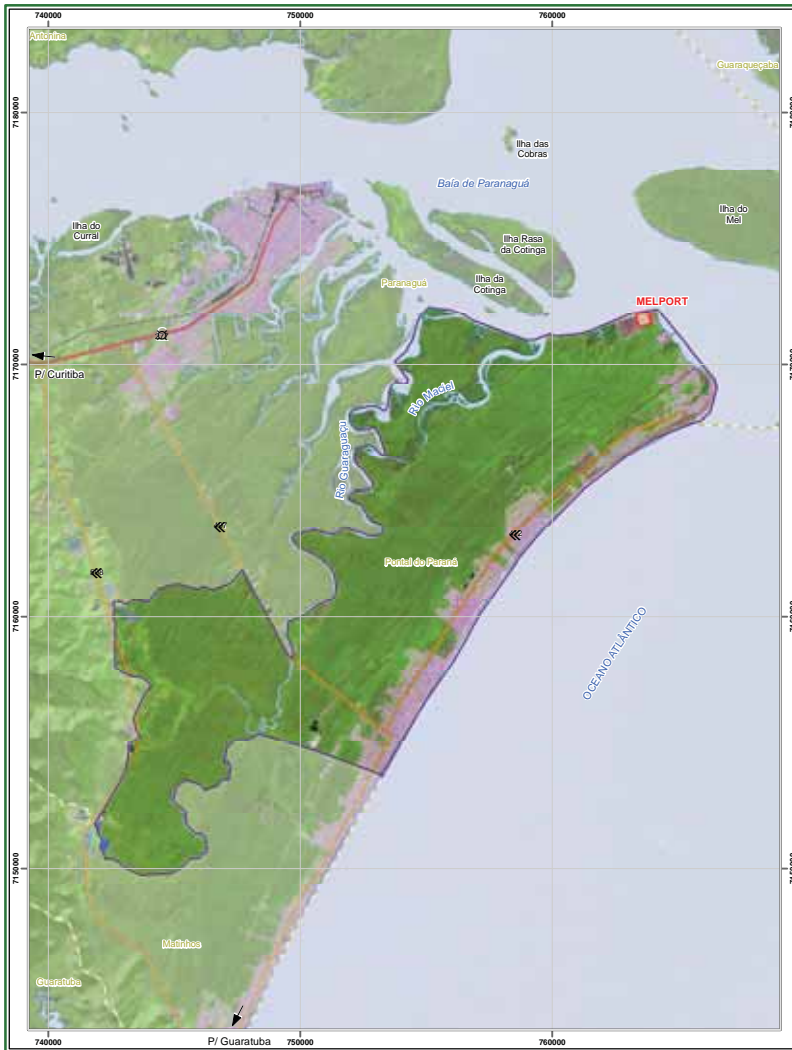 740000
750000
760000
Antonina
Guaraqueçaba
7180000
Ilha das
Cobras
Baía de Paranaguá
Ilha do
Mel
Ilha do
Curral
Ilha Rasa
da Cotinga
Paranaguá
Ilha da
Cotinga
MELPORT
7170000
P/ Curitiba
Rio Maciel
Rio Guaraguaçu
Pontal do Paraná
7160000
OCEANO ATLÂNTICO
7150000
Matinhos
Guaratuba
740000
P/ Guaratuba
750000
760000